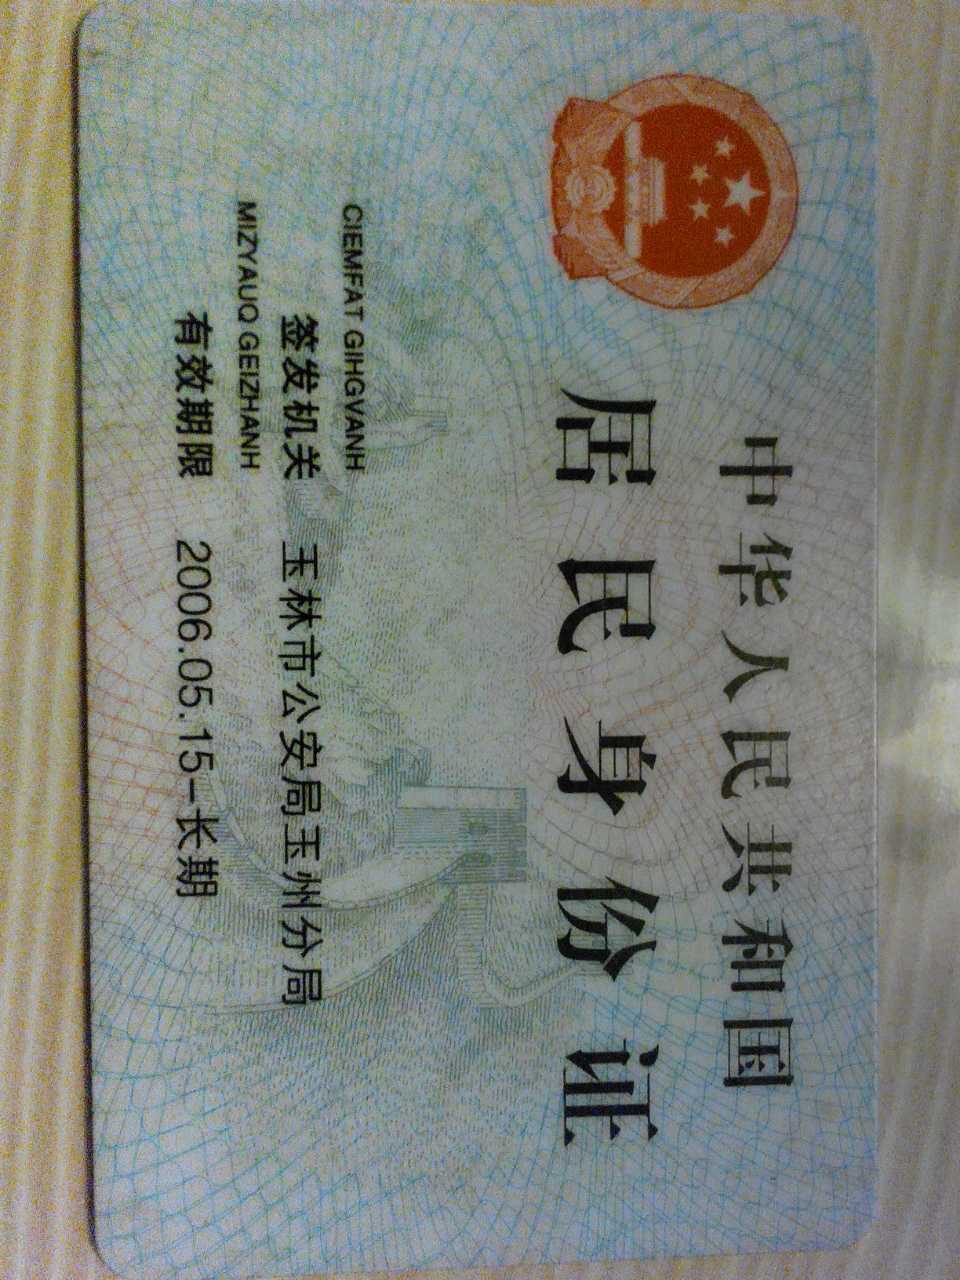 中华人民共和国
居民身份证
CIEMFAT GIHGVANH
签发机关 玉林市公安局玉州分局
MIZYAUQ GEIZHANH
有效期限 2006.05.15-长期